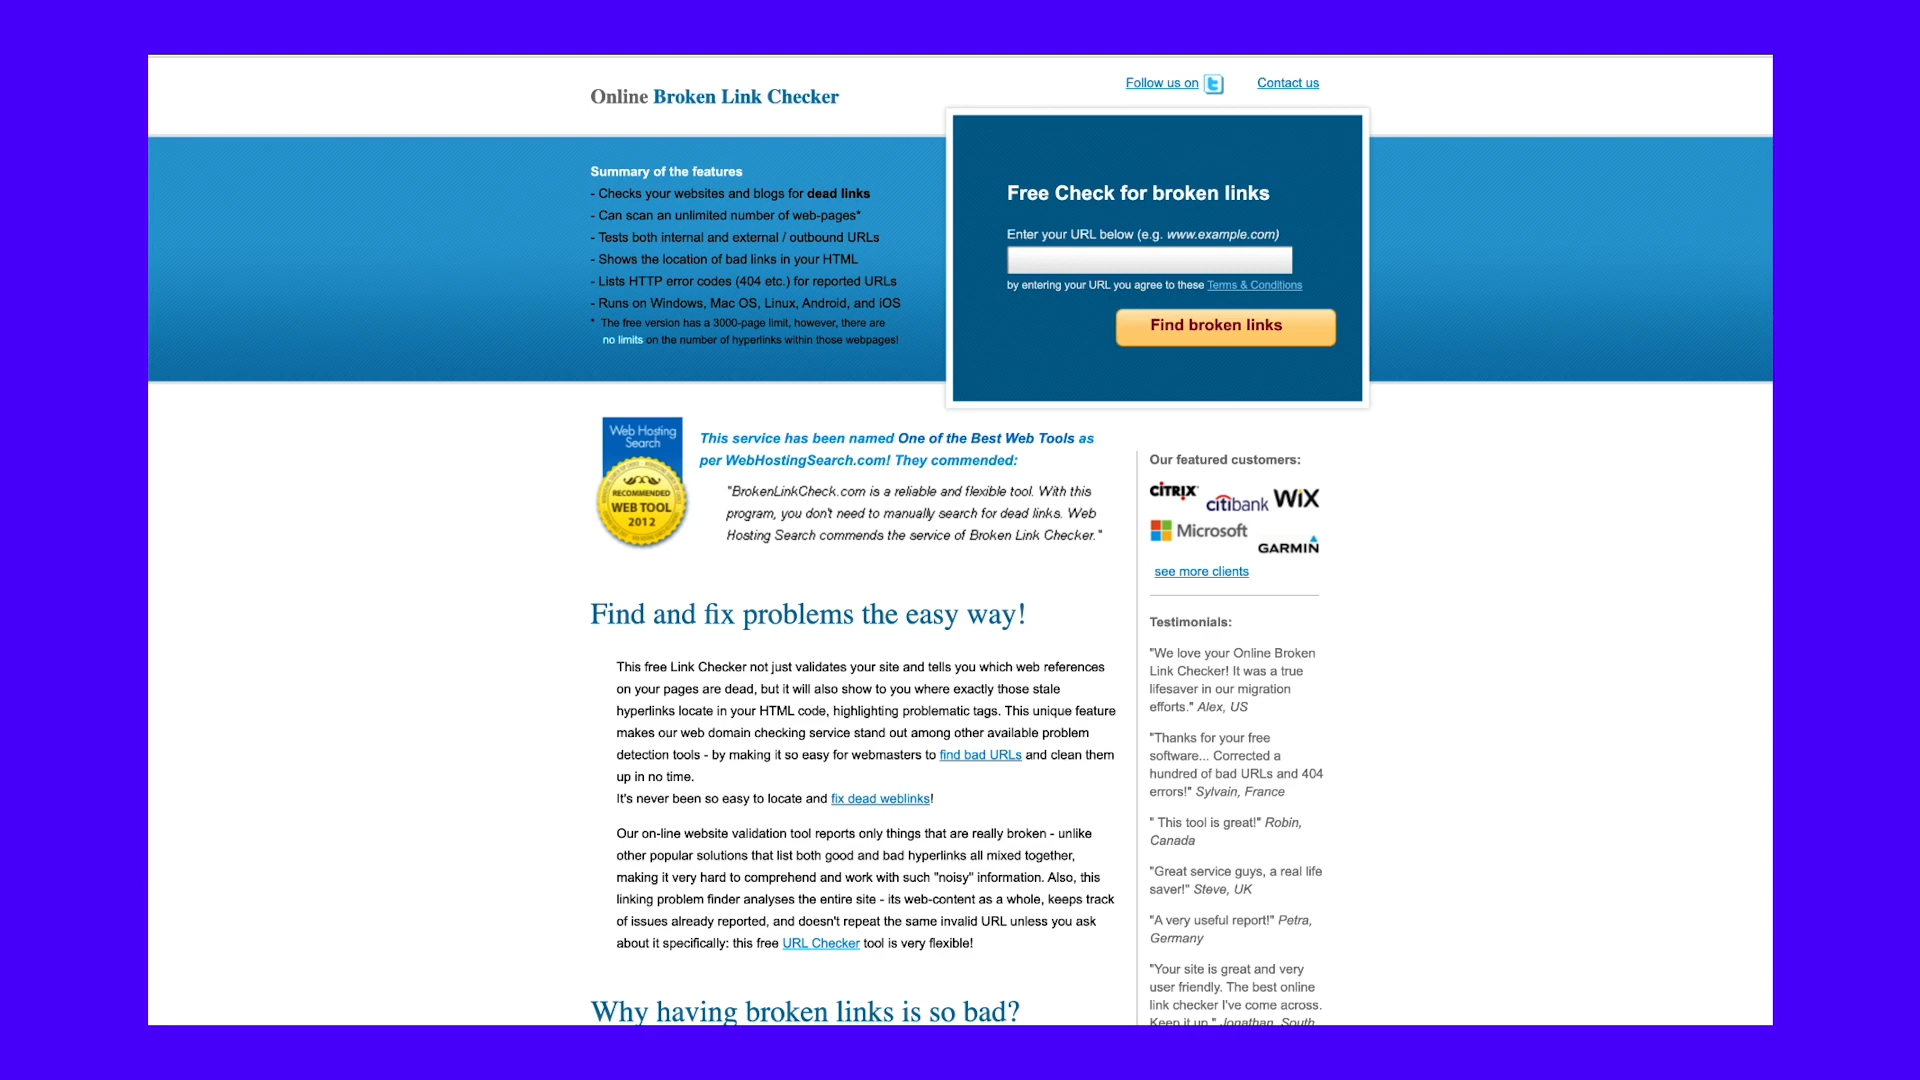 Online Broken Link Checker
Follow us on
Contact us
Summary of the features
- Checks your websites and blogs for dead links
- Can scan an unlimited number of web-pages*
- Tests both internal and external / outbound URLs
- Shows the location of bad links in your HTML
- Lists HTTP error codes (404 etc.) for reported URLs
- Runs on Windows, Mac OS, Linux, Android, and iOS
* The free version has a 3000-page limit, however, there are
no limits on the number of hyperlinks within those webpages!
Free Check for broken links
Enter your URL below (e.g. www.example.com)
by entering your URL you agree to these Terms & Conditions
Find broken links
Web Hosting
Search
RECOMMENDED
WEB TOOL
2012
This service has been named One of the Best Web Tools as
per WebHostingSearch.com! They commended:
"BrokenLinkCheck.com is a reliable and flexible tool. With this
program, you don't need to manually search for dead links. Web
Hosting Search commends the service of Broken Link Checker."
Find and fix problems the easy way!
This free Link Checker not just validates your site and tells you which web references
on your pages are dead, but it will also show to you where exactly those stale
hyperlinks locate in your HTML code, highlighting problematic tags. This unique feature
makes our web domain checking service stand out among other available problem
detection tools - by making it so easy for webmasters to find bad URLs and clean them
up in no time.
It's never been so easy to locate and fix dead weblinks!
Our on-line website validation tool reports only things that are really broken - unlike
other popular solutions that list both good and bad hyperlinks all mixed together,
making it very hard to comprehend and work with such "noisy" information. Also, this
linking problem finder analyses the entire site - its web-content as a whole, keeps track
of issues already reported, and doesn't repeat the same invalid URL unless you ask
about it specifically: this free URL Checker tool is very flexible!
Why having broken links is so bad?
Our featured customers:
CITRIX
citibank
WiX
Microsoft
GARMIN
see more clients
Testimonials:
"We love your Online Broken
Link Checker! It was a true
lifesaver in our migration
efforts." Alex, US
"Thanks for your free
software... Corrected a
hundred of bad URLs and 404
errors!" Sylvain, France
" This tool is great!" Robin,
Canada
"Great service guys, a real life
saver!" Steve, UK
"A very useful report!" Petra,
Germany
"Your site is great and very
user friendly. The best online
link checker I've come across.
Keep it up." Jonathan, South